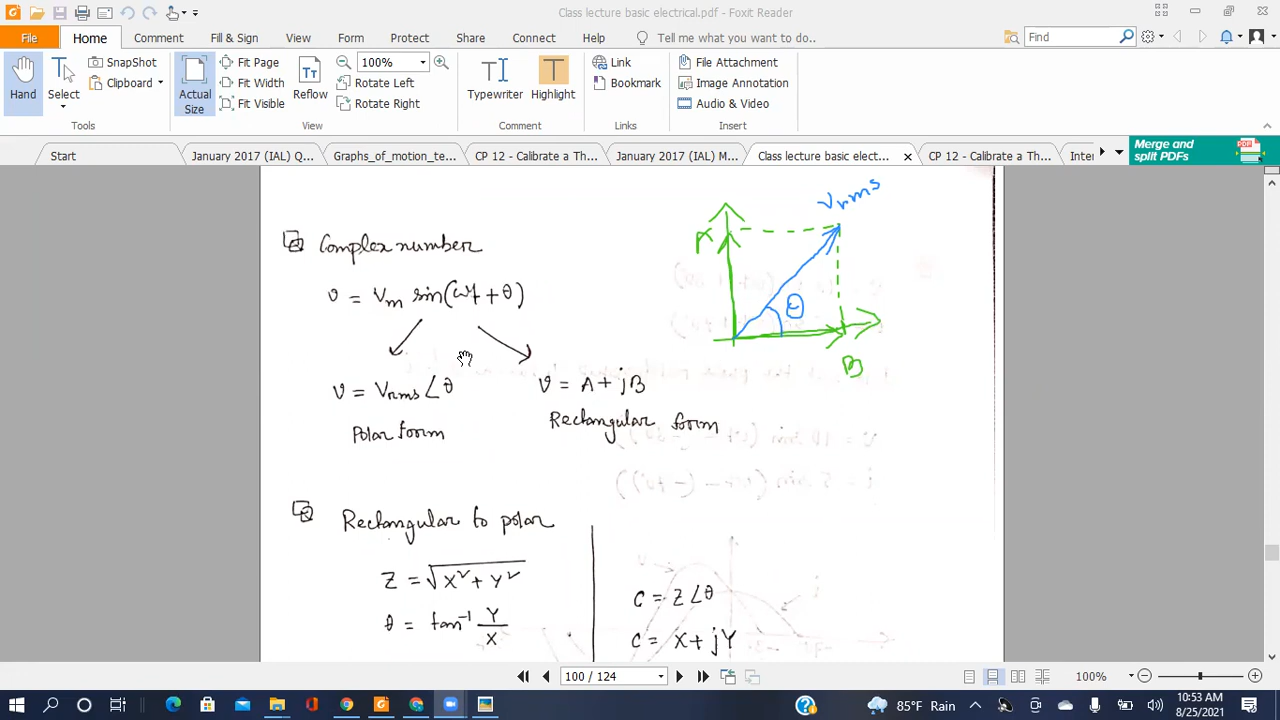 Class lecture basic electrical.pdf - Foxit Reader
File Home Comment Fill & Sign View Form Protect Share Connect Help Tell me what you want to do.. Find
Hand
Select
SnapShot
Clipboard
Actual Size
Fit Page
Fit Width
Fit Visible
Reflow
100%
Rotate Left
Rotate Right
Typewriter
Highlight
Link
Bookmark
File Attachment
Image Annotation
Audio & Video
Tools View Comment Links Insert
Start January 2017 (IAL) Q... Graphs_of_motion_te... CP 12 - Calibrate a Th... January 2017 (IAL) M... Class lecture basic electr... CP 12 - Calibrate a Th... Inter
Merge and
split PDFs
PDF
Vrms
A
θ
B
Complex number
v = Vm sin(ωt + θ)
v = Vrms ∠θ
Polar form
v = A + jB
Rectangular form
Rectangular to polar
Z = √X² + Y²
θ = tan⁻¹ Y/X
C = Z∠θ
C = X + jY
100 / 124
100%
85°F Rain
10:53 AM
8/25/2021